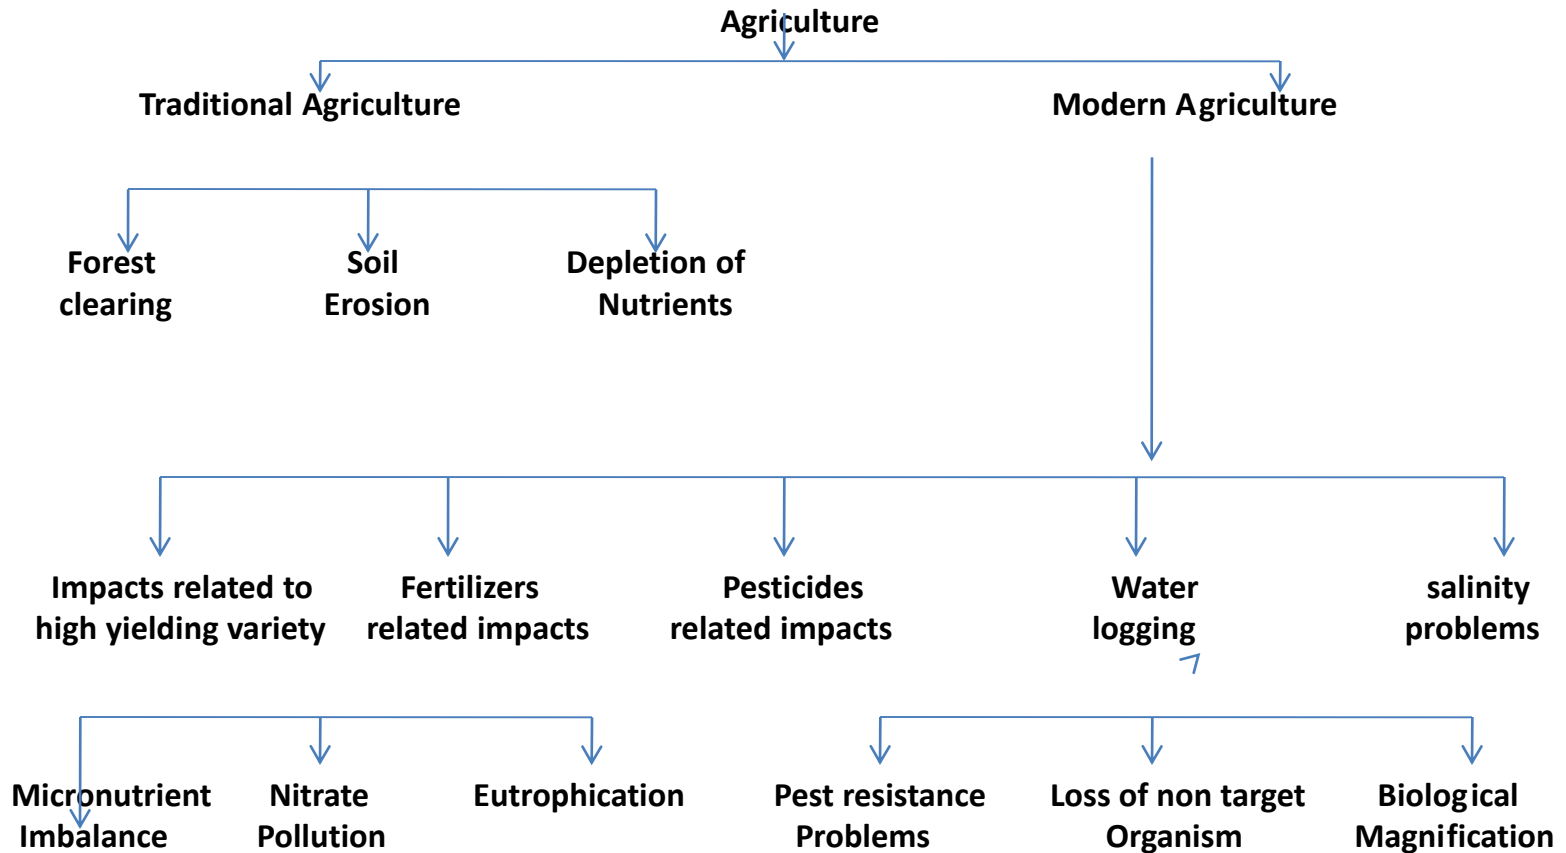 Agriculture
Traditional Agriculture
Modern Agriculture
Forest
clearing
Soil
Erosion
Depletion of
Nutrients
Impacts related to
high yielding variety
Fertilizers
related impacts
Pesticides
related impacts
Water
logging
salinity
problems
Micronutrient
Imbalance
Nitrate
Pollution
Eutrophication
Pest resistance
Problems
Loss of non target
Organism
Biological
Magnification